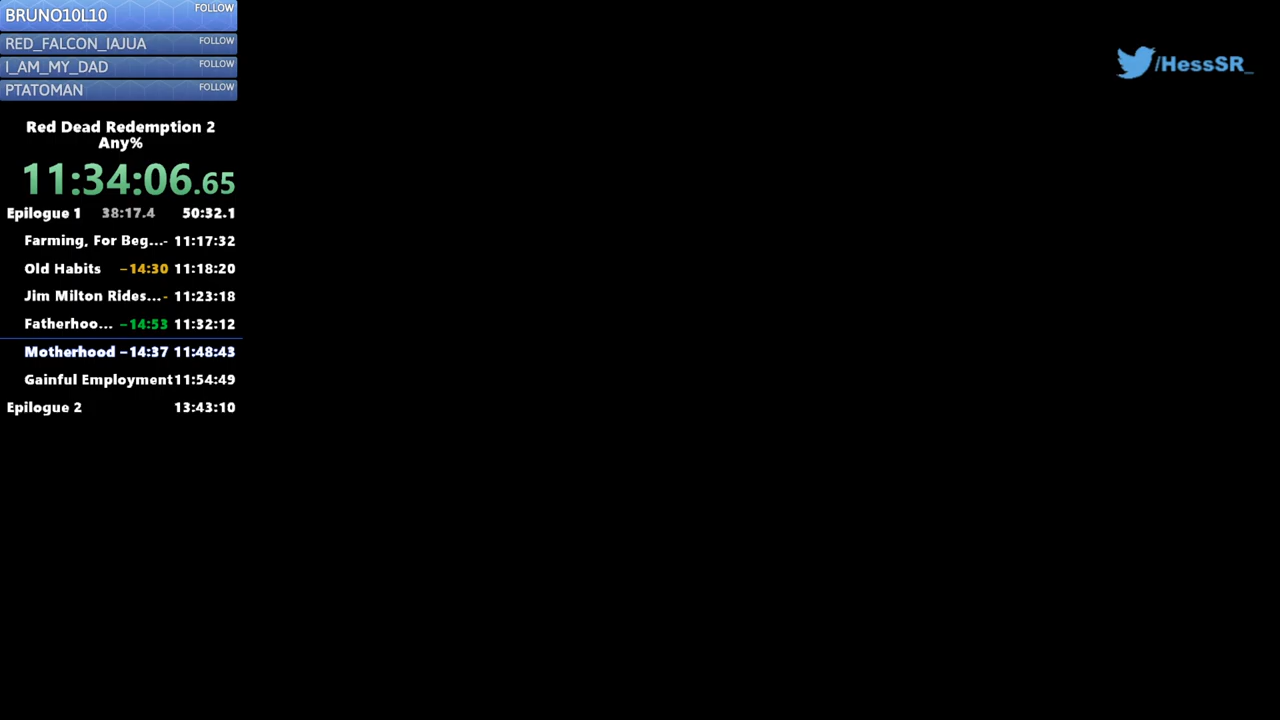 BRUNO10L10 FOLLOW
RED_FALCON_IAJUA FOLLOW
I_AM_MY_DAD FOLLOW
PTATOMAN FOLLOW
/HessSR_
Red Dead Redemption 2
Any%
11:34:06.65
Epilogue 1 38:17.4 50:32.1
Farming, For Beg...- 11:17:32
Old Habits −14:30 11:18:20
Jim Milton Rides...- 11:23:18
Fatherhoo... −14:53 11:32:12
Motherhood −14:37 11:48:43
Gainful Employment 11:54:49
Epilogue 2 13:43:10